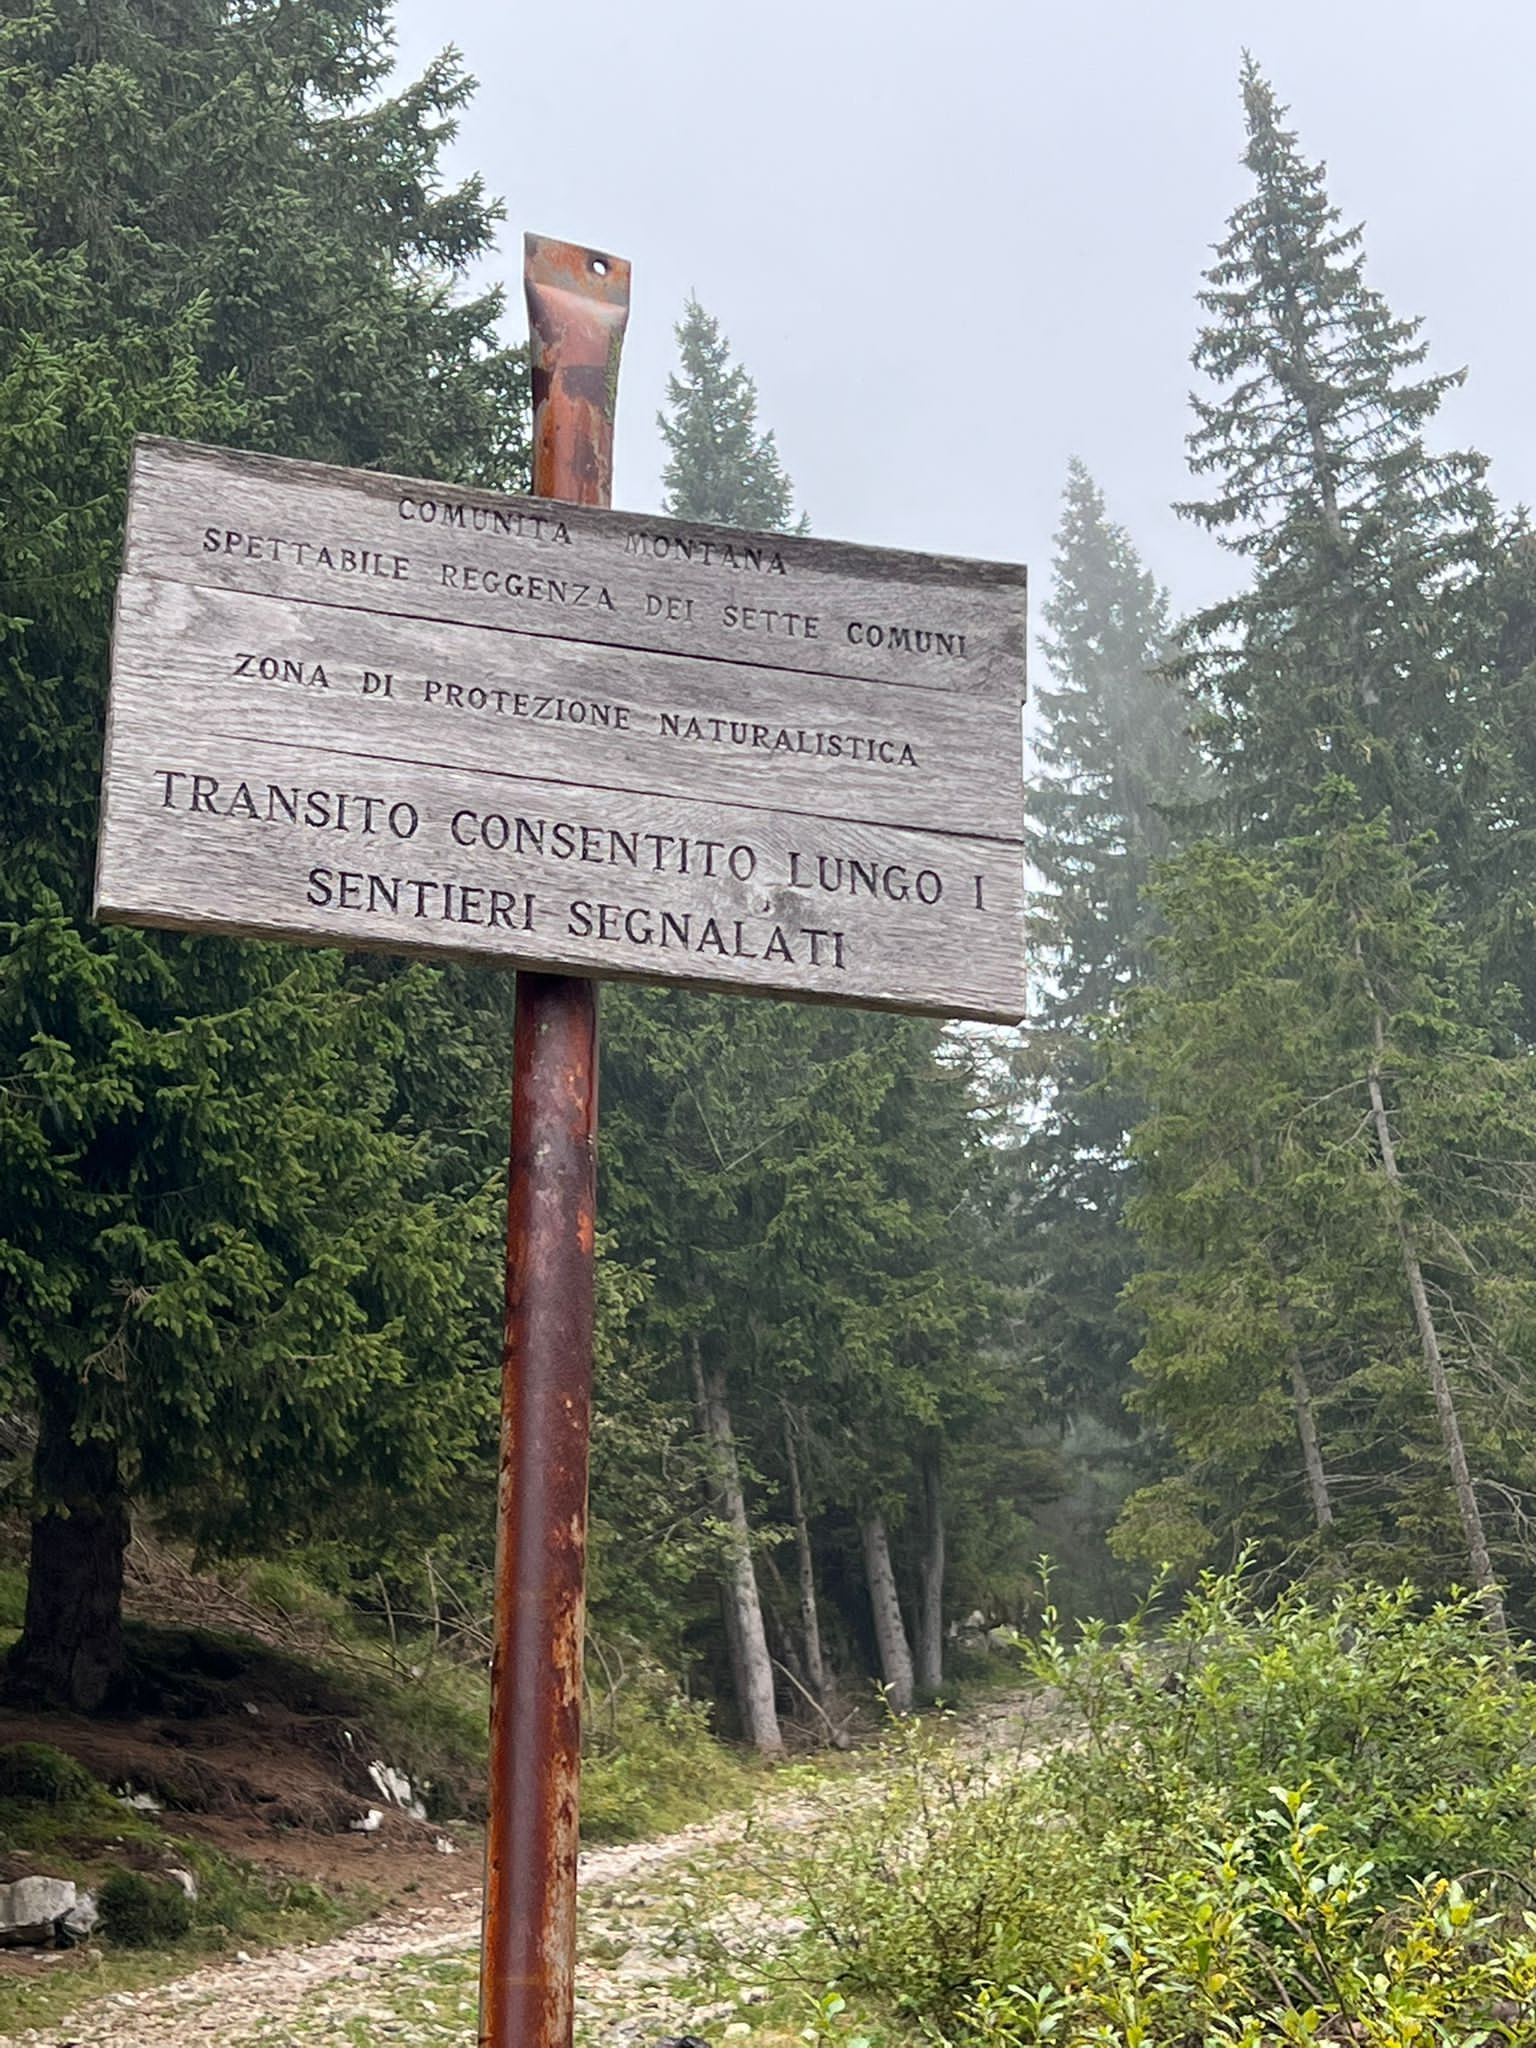 COMUNITA MONTANA
SPETTABILE REGGENZA DEI SETTE COMUNI
ZONA DI PROTEZIONE NATURALISTICA
TRANSITO CONSENTITO LUNGO I
SENTIERI SEGNALATI